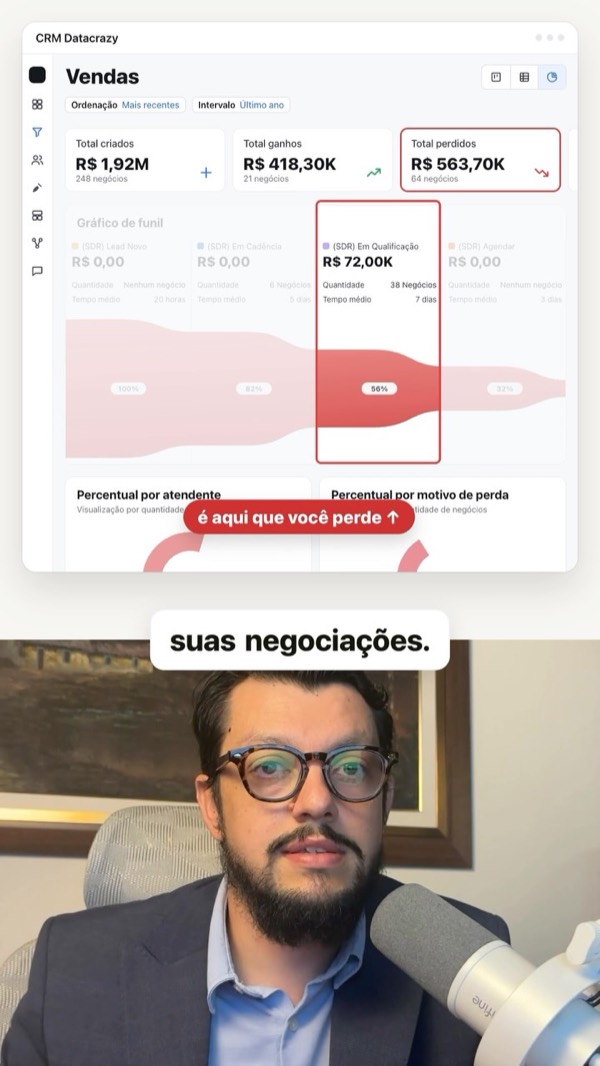 CRM Datacrazy
Vendas
Ordenação Mais recentes
Intervalo Último ano
Total criados
R$ 1,92M
248 negócios
Total ganhos
R$ 418,30K
21 negócios
Total perdidos
R$ 563,70K
64 negócios
Gráfico de funil
(SDR) Lead Novo
R$ 0,00
Quantidade Nenhum negócio
Tempo médio 20 horas
(SDR) Em Cadência
R$ 0,00
Quantidade 6 Negócios
Tempo médio 8 dias
(SDR) Em Qualificação
R$ 72,00K
Quantidade 38 Negócios
Tempo médio 7 dias
(SDR) Agendar
R$ 0,00
Quantidade Nenhum negócio
Tempo médio 3 dias
100%
83%
56%
32%
Percentual por atendente
Visualização por quantidade
Percentual por motivo de perda
tidade de negócios
é aqui que você perde ↑
suas negociações.
fine